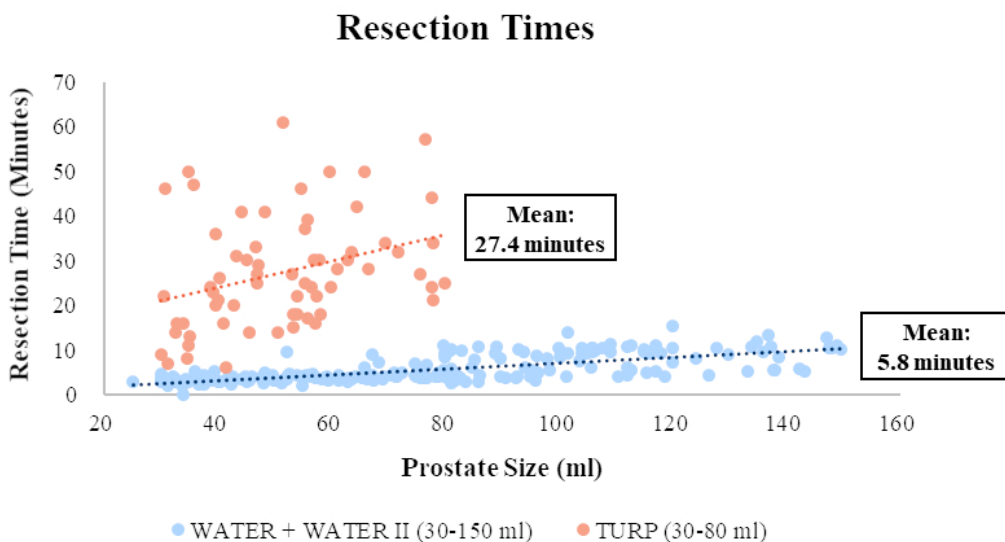 Resection Times
Resection Time (Minutes)
70
60
50
40
30
20
10
0
Mean:
27.4 minutes
Mean:
5.8 minutes
20
40
60
80
100
120
140
160
Prostate Size (ml)
WATER + WATER II (30-150 ml)
TURP (30-80 ml)